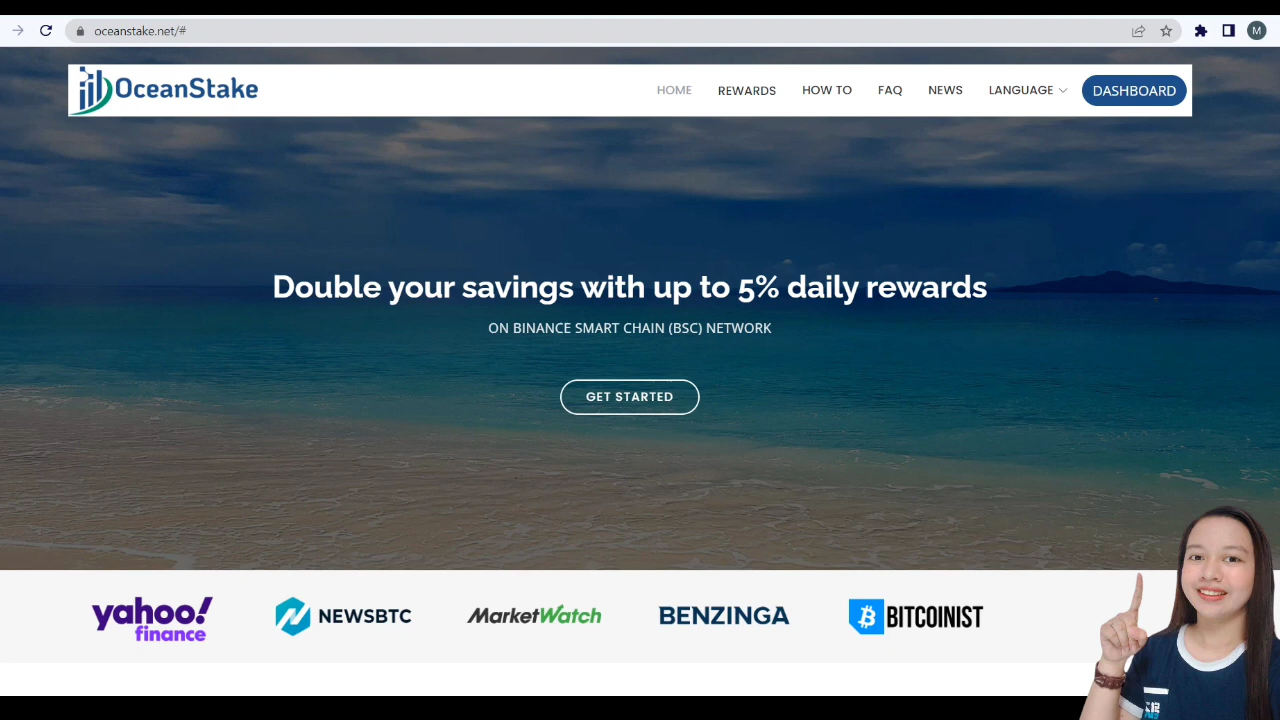 oceanstake.net/#
M
OceanStake
HOME
REWARDS
HOW TO
FAQ
NEWS
LANGUAGE
DASHBOARD
Double your savings with up to 5% daily rewards
ON BINANCE SMART CHAIN (BSC) NETWORK
GET STARTED
yahoo!
finance
NEWSBTC
MarketWatch
BENZINGA
BITCOINIST